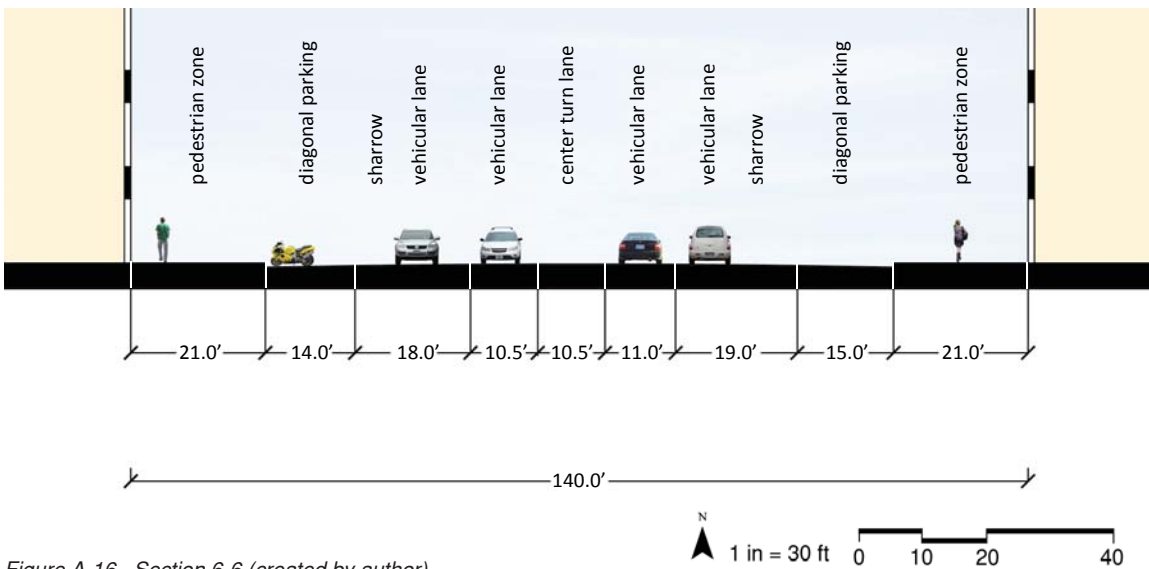 pedestrian zone
diagonal parking
sharrow
vehicular lane
vehicular lane
center turn lane
vehicular lane
vehicular lane
sharrow
diagonal parking
pedestrian zone
21.0’ 14.0’ 18.0’ 10.5’ 10.5’ 11.0’ 19.0’ 15.0’ 21.0’
140.0’
N
1 in = 30 ft 0 10 20 40
Figure A.16 Section 6-6 (created by author)